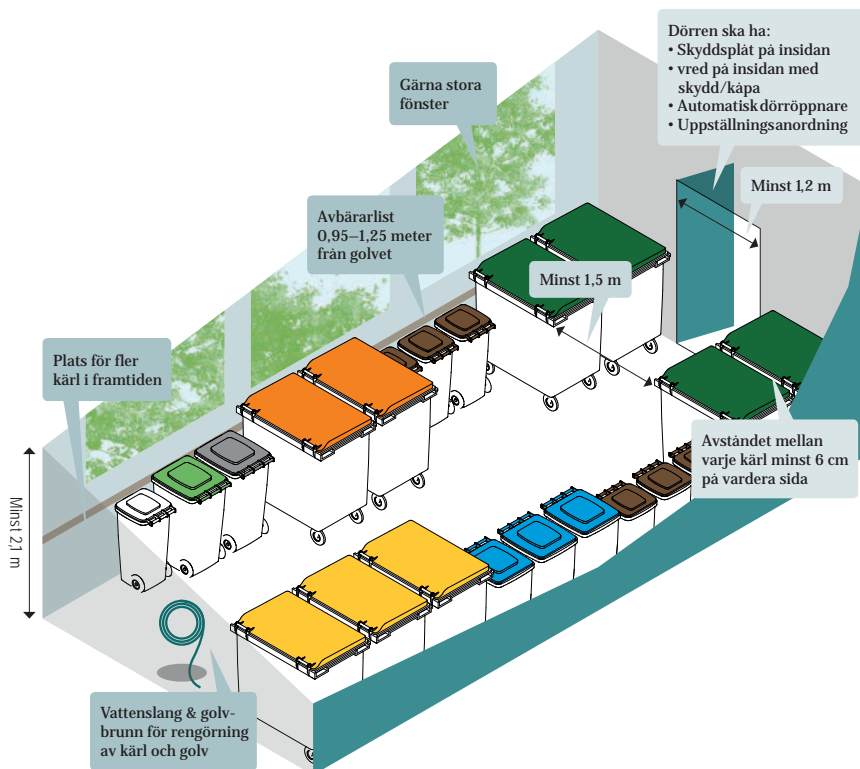 Dörren ska ha:
• Skyddsplåt på insidan
• vred på insidan med
skydd/kåpa
• Automatisk dörröppnare
• Uppställningsanordning
Gärna stora
fönster
Minst 1,2 m
Avbärarlist
0,95–1,25 meter
från golvet
Minst 1,5 m
Plats för fler
kärl i framtiden
Avståndet mellan
varje kärl minst 6 cm
på vardera sida
Minst 2,1 m
Vattenslang & golv-
brunn för rengörning
av kärl och golv